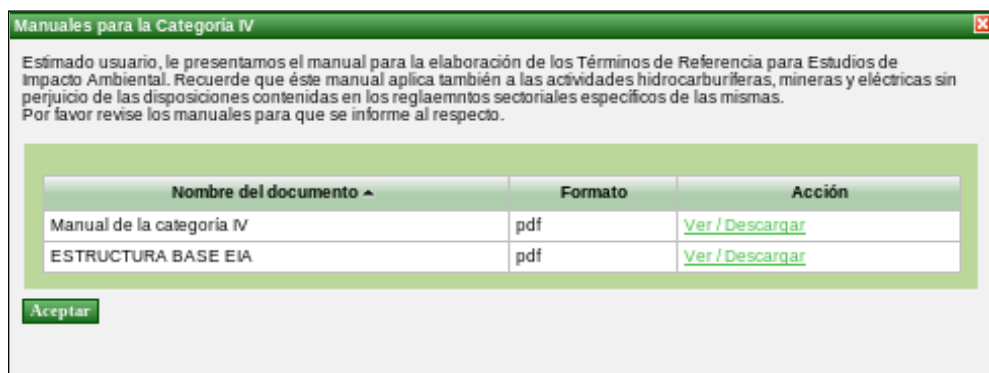 Manuales para la Categoría IV
Estimado usuario, le presentamos el manual para la elaboración de los Términos de Referencia para Estudios de
Impacto Ambiental. Recuerde que éste manual aplica también a las actividades hidrocarburíferas, mineras y eléctricas sin
perjuicio de las disposiciones contenidas en los reglaemntos sectoriales específicos de las mismas.
Por favor revise los manuales para que se informe al respecto.
Nombre del documento Formato Acción
Manual de la categoría IV pdf Ver / Descargar
ESTRUCTURA BASE EIA pdf Ver / Descargar
Aceptar